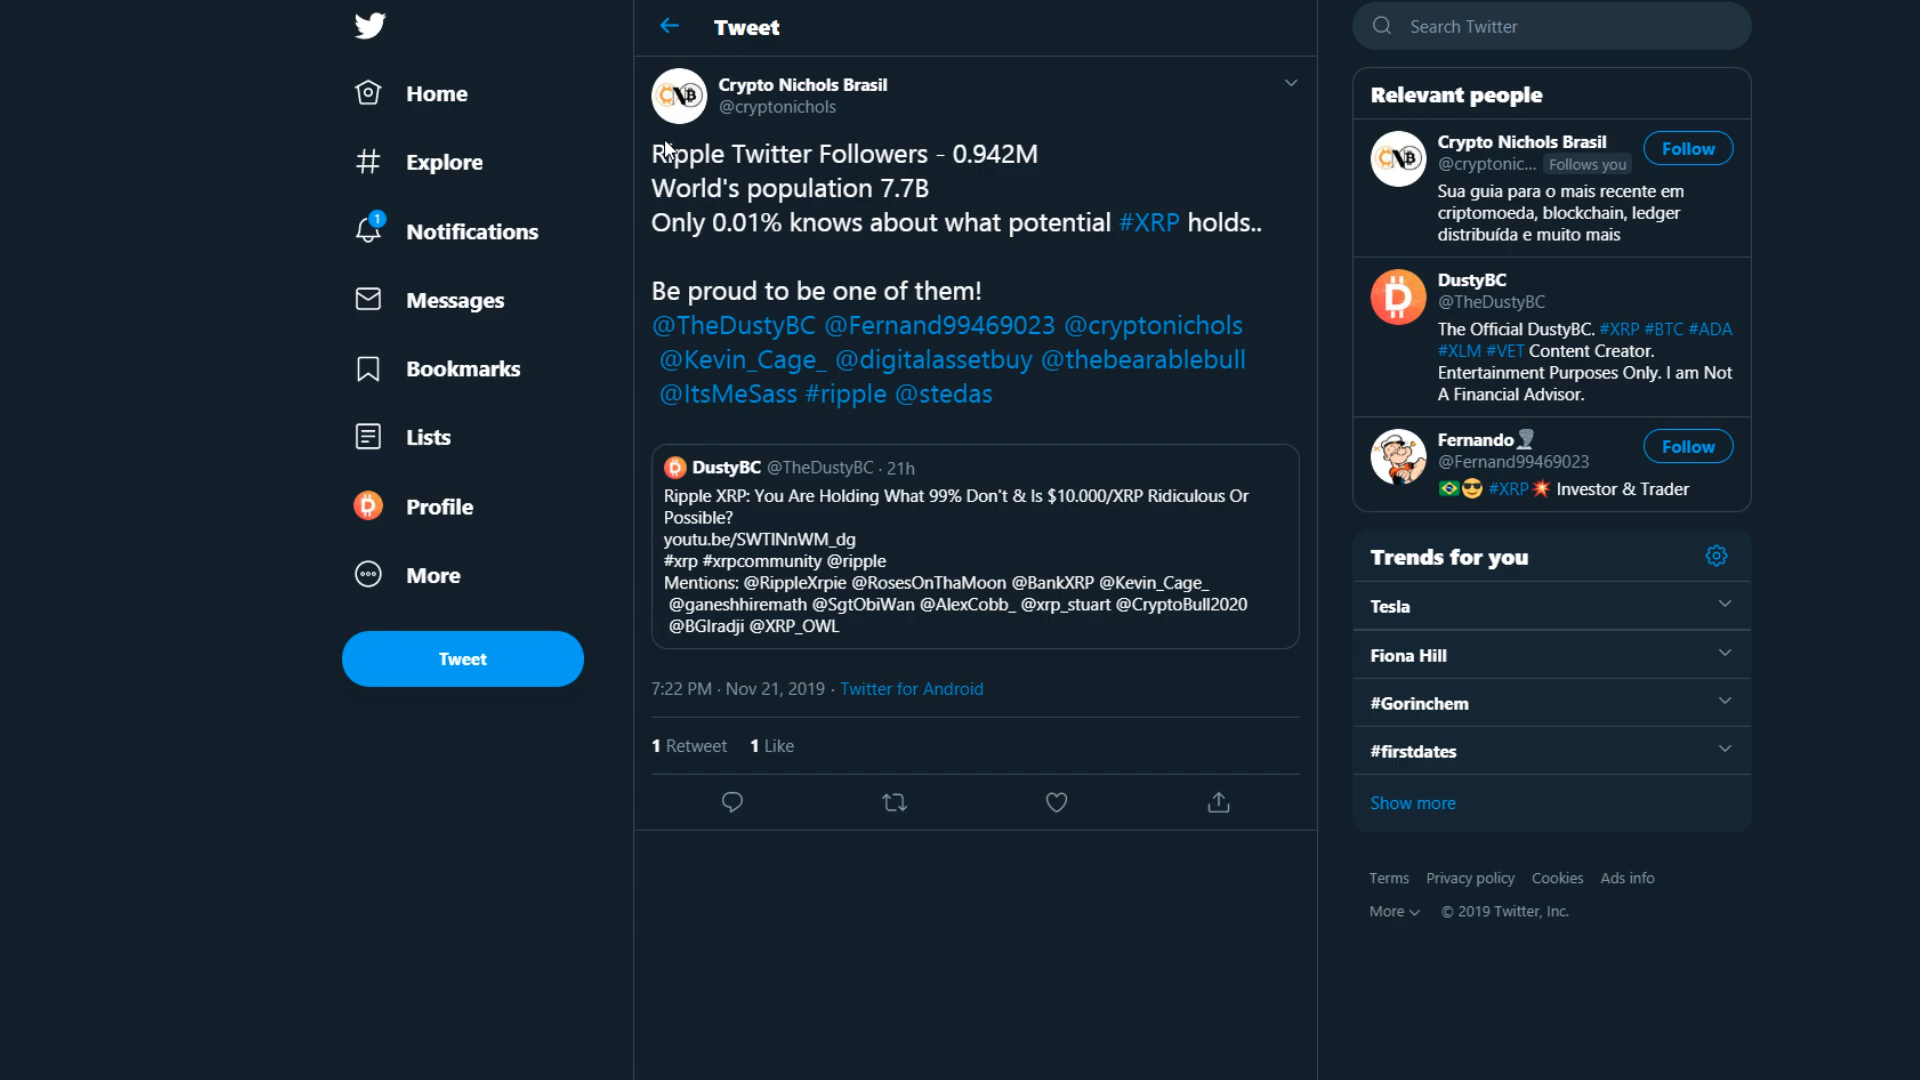 Home
Explore
1
Notifications
Messages
Bookmarks
Lists
Profile
More
Tweet
Tweet
Crypto Nichols Brasil
@cryptonichols
Ripple Twitter Followers - 0.942M
World's population 7.7B
Only 0.01% knows about what potential #XRP holds..
Be proud to be one of them!
@TheDustyBC @Fernand99469023 @cryptonichols
@Kevin_Cage_ @digitalassetbuy @thebearablebull
@ItsMeSass #ripple @stedas
DustyBC @TheDustyBC · 21h
Ripple XRP: You Are Holding What 99% Don't & Is $10.000/XRP Ridiculous Or
Possible?
youtu.be/SWTINnWM_dg
#xrp #xrpcommunity @ripple
Mentions: @RippleXrpie @RosesOnThaMoon @BankXRP @Kevin_Cage_
@ganeshhiremath @SgtObiWan @AlexCobb_ @xrp_stuart @CryptoBull2020
@BGIradji @XRP_OWL
7:22 PM · Nov 21, 2019 · Twitter for Android
1 Retweet 1 Like
Search Twitter
Relevant people
Crypto Nichols Brasil
@cryptonic... Follows you
Follow
Sua guia para o mais recente em
criptomoeda, blockchain, ledger
distribuída e muito mais
DustyBC
@TheDustyBC
The Official DustyBC. #XRP #BTC #ADA
#XLM #VET Content Creator.
Entertainment Purposes Only. I am Not
A Financial Advisor.
Fernando
@Fernand99469023
Follow
#XRP Investor & Trader
Trends for you
Tesla
Fiona Hill
#Gorinchem
#firstdates
Show more
Terms Privacy policy Cookies Ads info
More © 2019 Twitter, Inc.